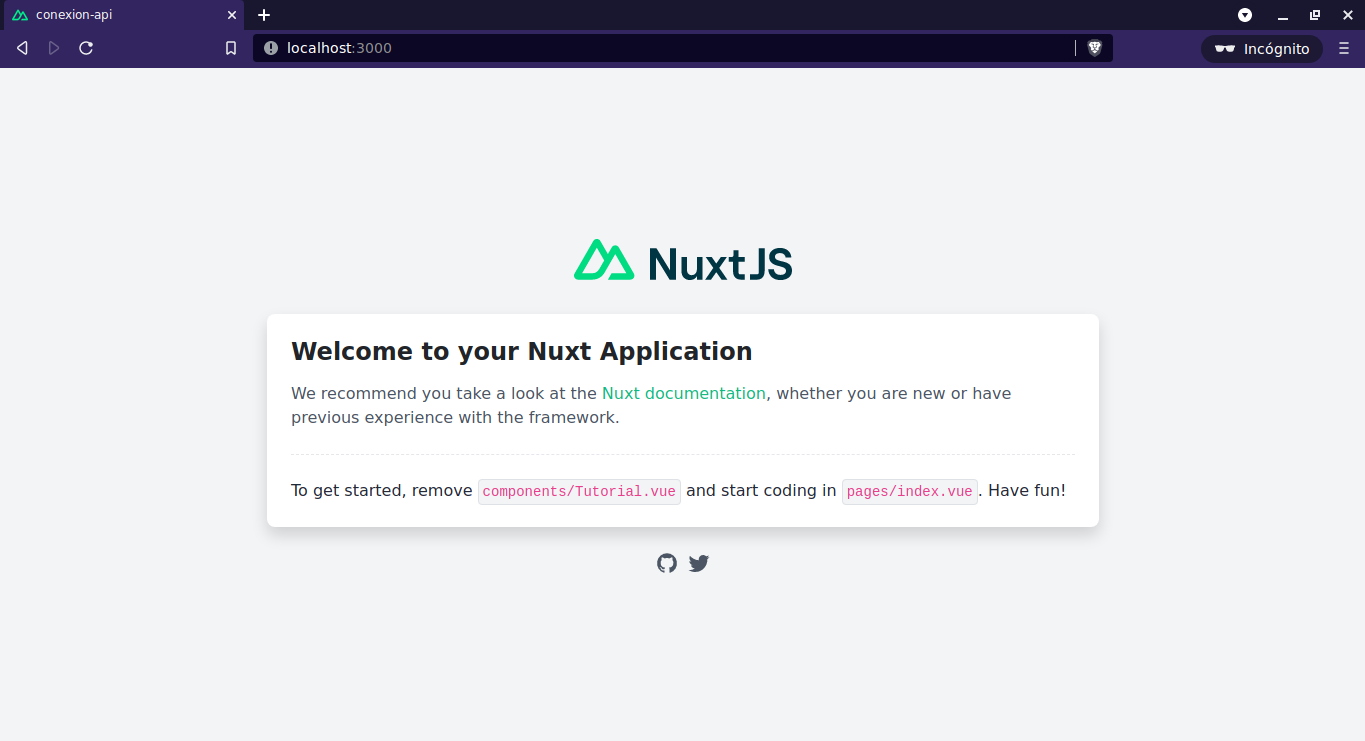 conexion-api
localhost:3000
Incógnito
NuxtJS
Welcome to your Nuxt Application
We recommend you take a look at the Nuxt documentation, whether you are new or have
previous experience with the framework.
To get started, remove components/Tutorial.vue and start coding in pages/index.vue. Have fun!